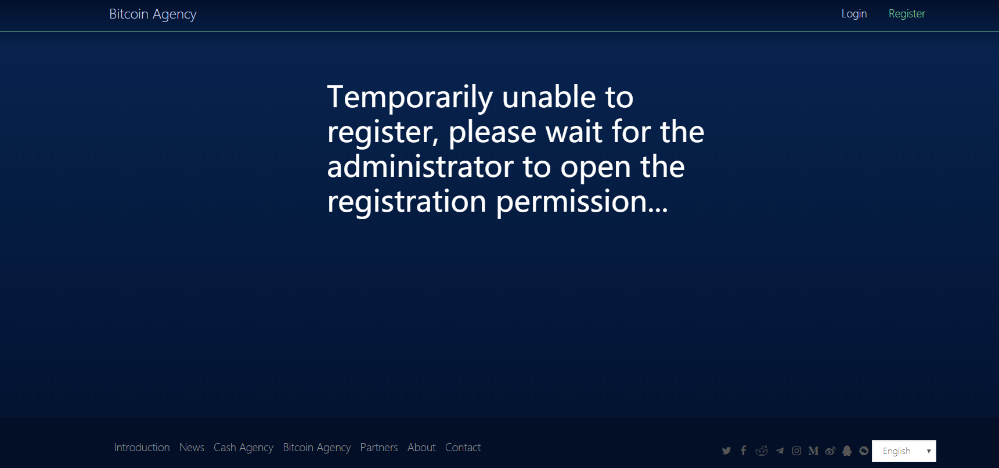 Bitcoin Agency
Login
Register
Temporarily unable to
register, please wait for the
administrator to open the
registration permission...
Introduction News Cash Agency Bitcoin Agency Partners About Contact
English